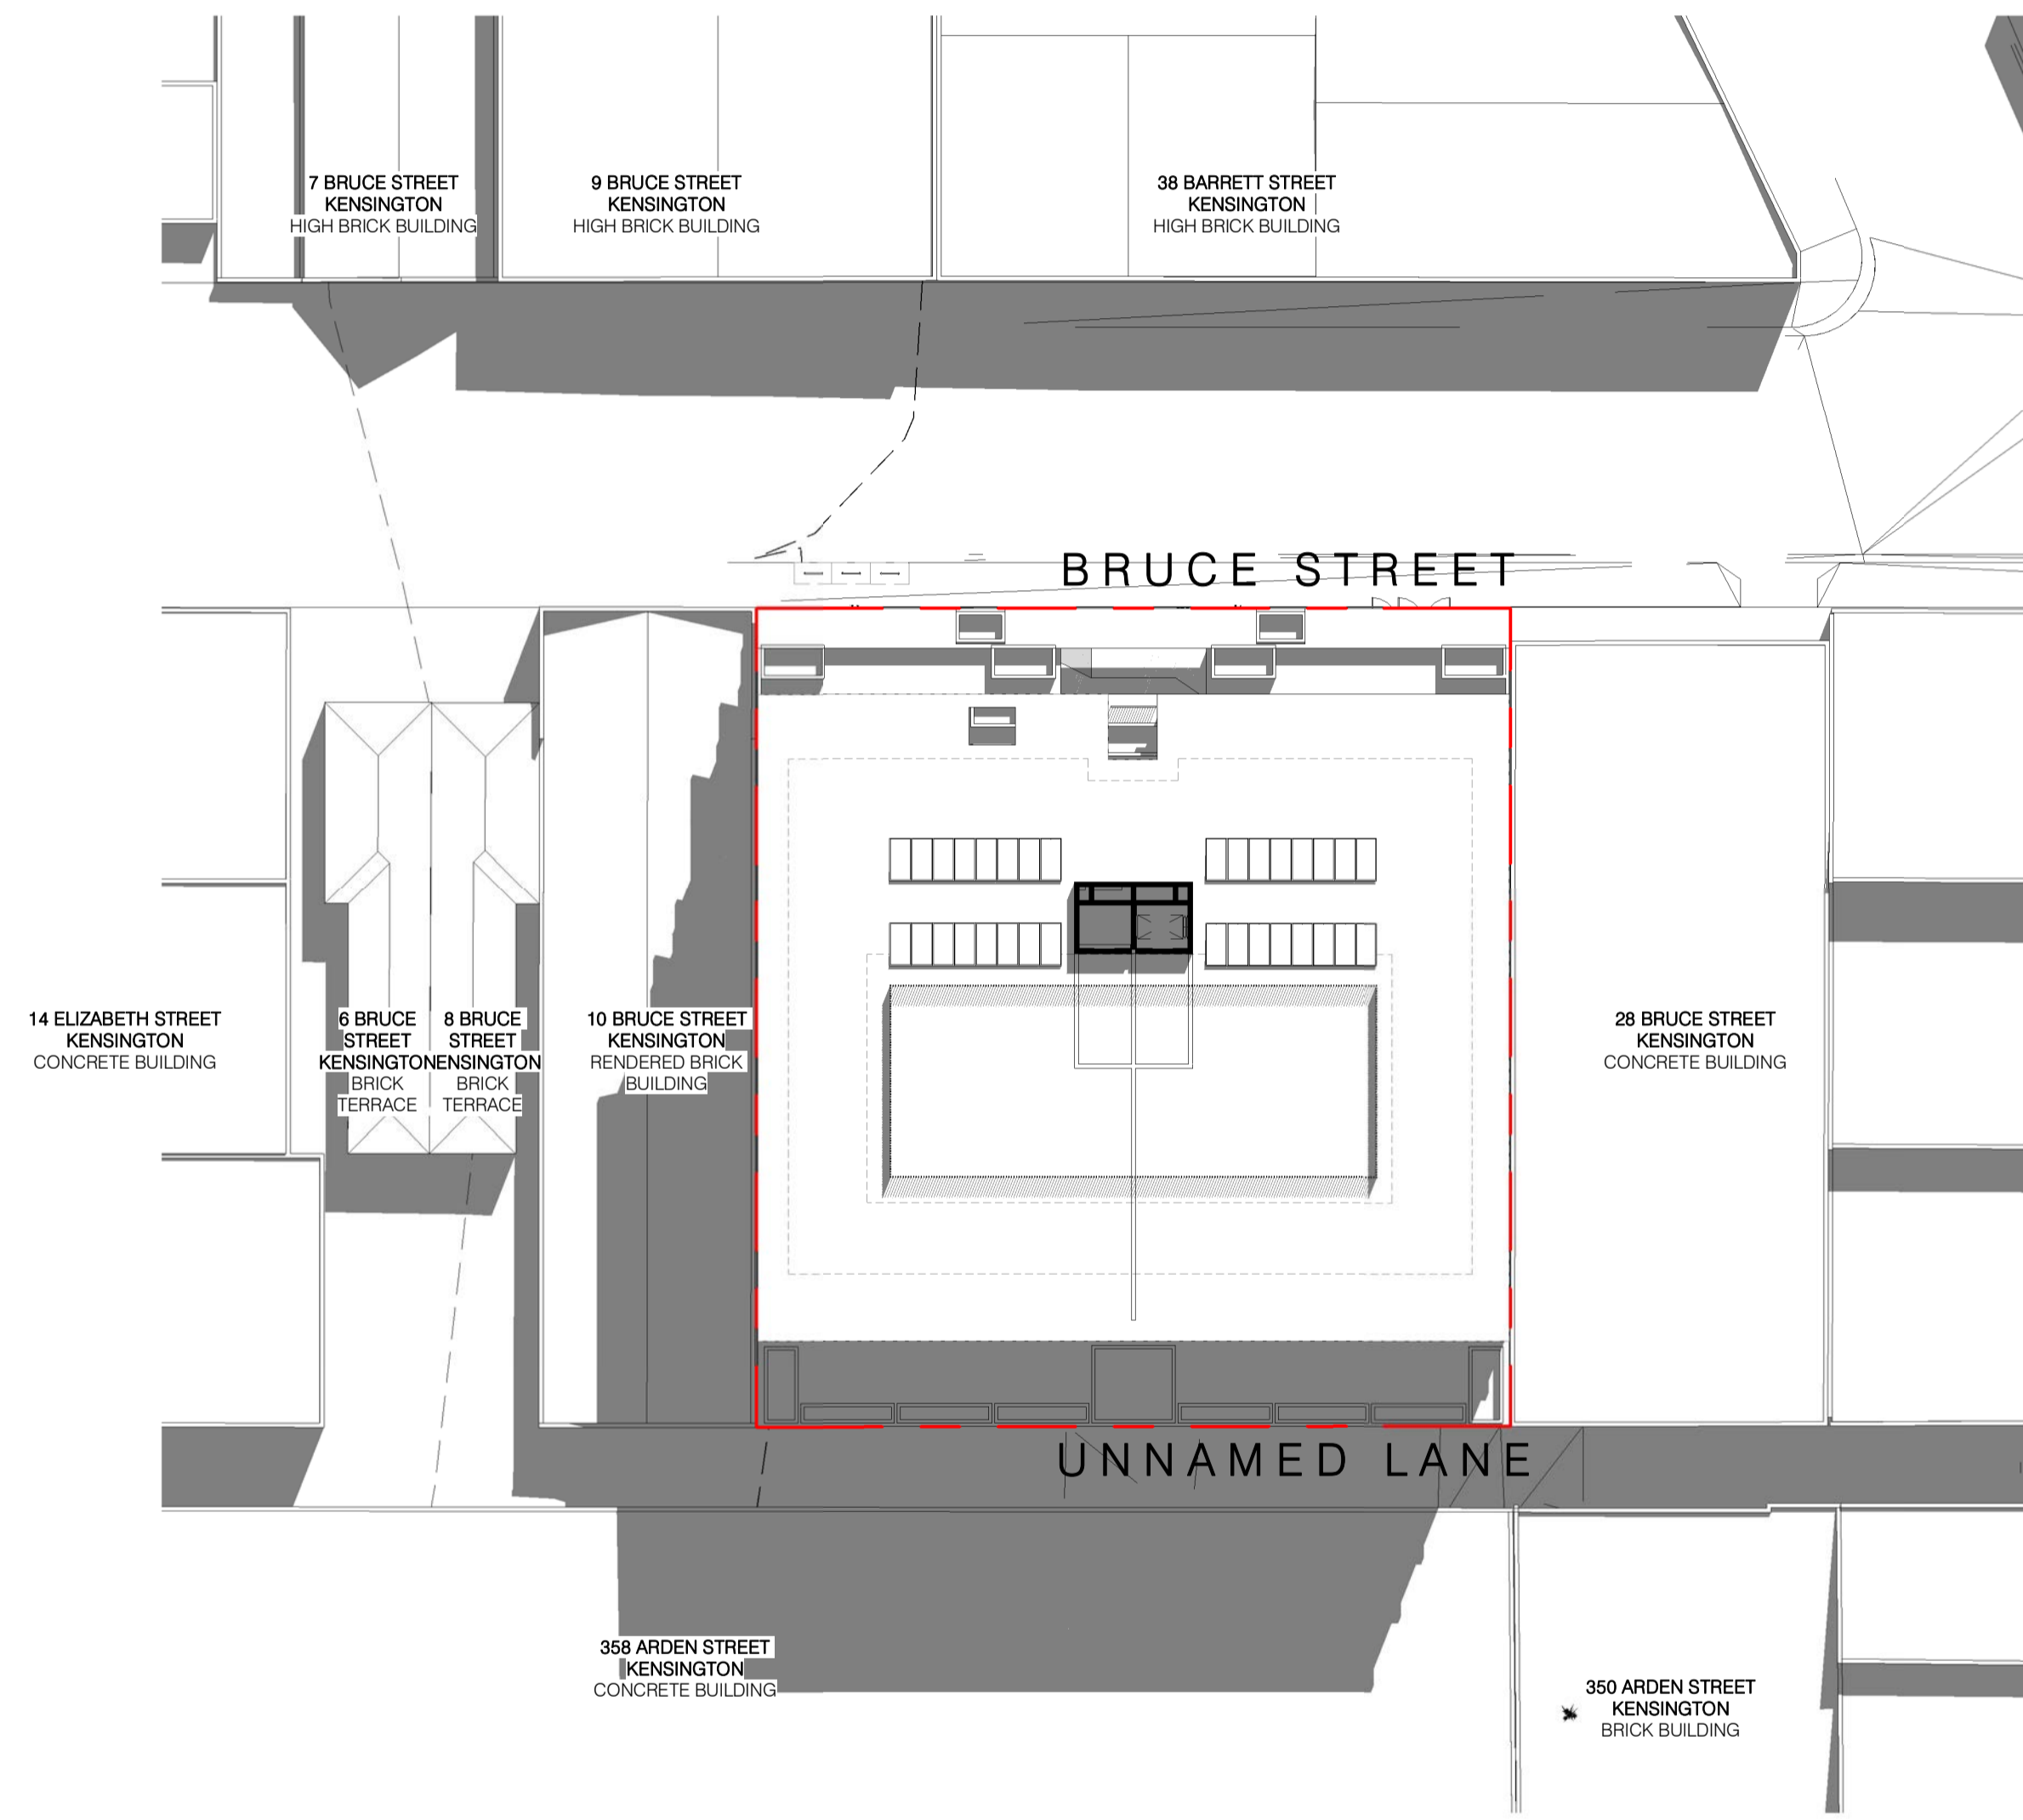 7 BRUCE STREET
KENSINGTON
HIGH BRICK BUILDING
9 BRUCE STREET
KENSINGTON
HIGH BRICK BUILDING
38 BARRETT STREET
KENSINGTON
HIGH BRICK BUILDING
BRUCE STREET
14 ELIZABETH STREET
KENSINGTON
CONCRETE BUILDING
6 BRUCE
STREET
KENSINGTON
BRICK
TERRACE
8 BRUCE
STREET
ENSINGTON
BRICK
TERRACE
10 BRUCE STREET
KENSINGTON
RENDERED BRICK
BUILDING
28 BRUCE STREET
KENSINGTON
CONCRETE BUILDING
UNNAMED LANE
358 ARDEN STREET
KENSINGTON
CONCRETE BUILDING
350 ARDEN STREET
KENSINGTON
BRICK BUILDING